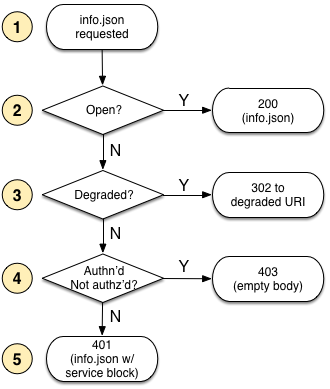 1
info.json
requested
2
Open?
Y
200
(info.json)
N
3
Degraded?
Y
302 to
degraded URI
N
4
Authn'd
Not authz'd?
Y
403
(empty body)
N
5
401
(info.json w/
service block)